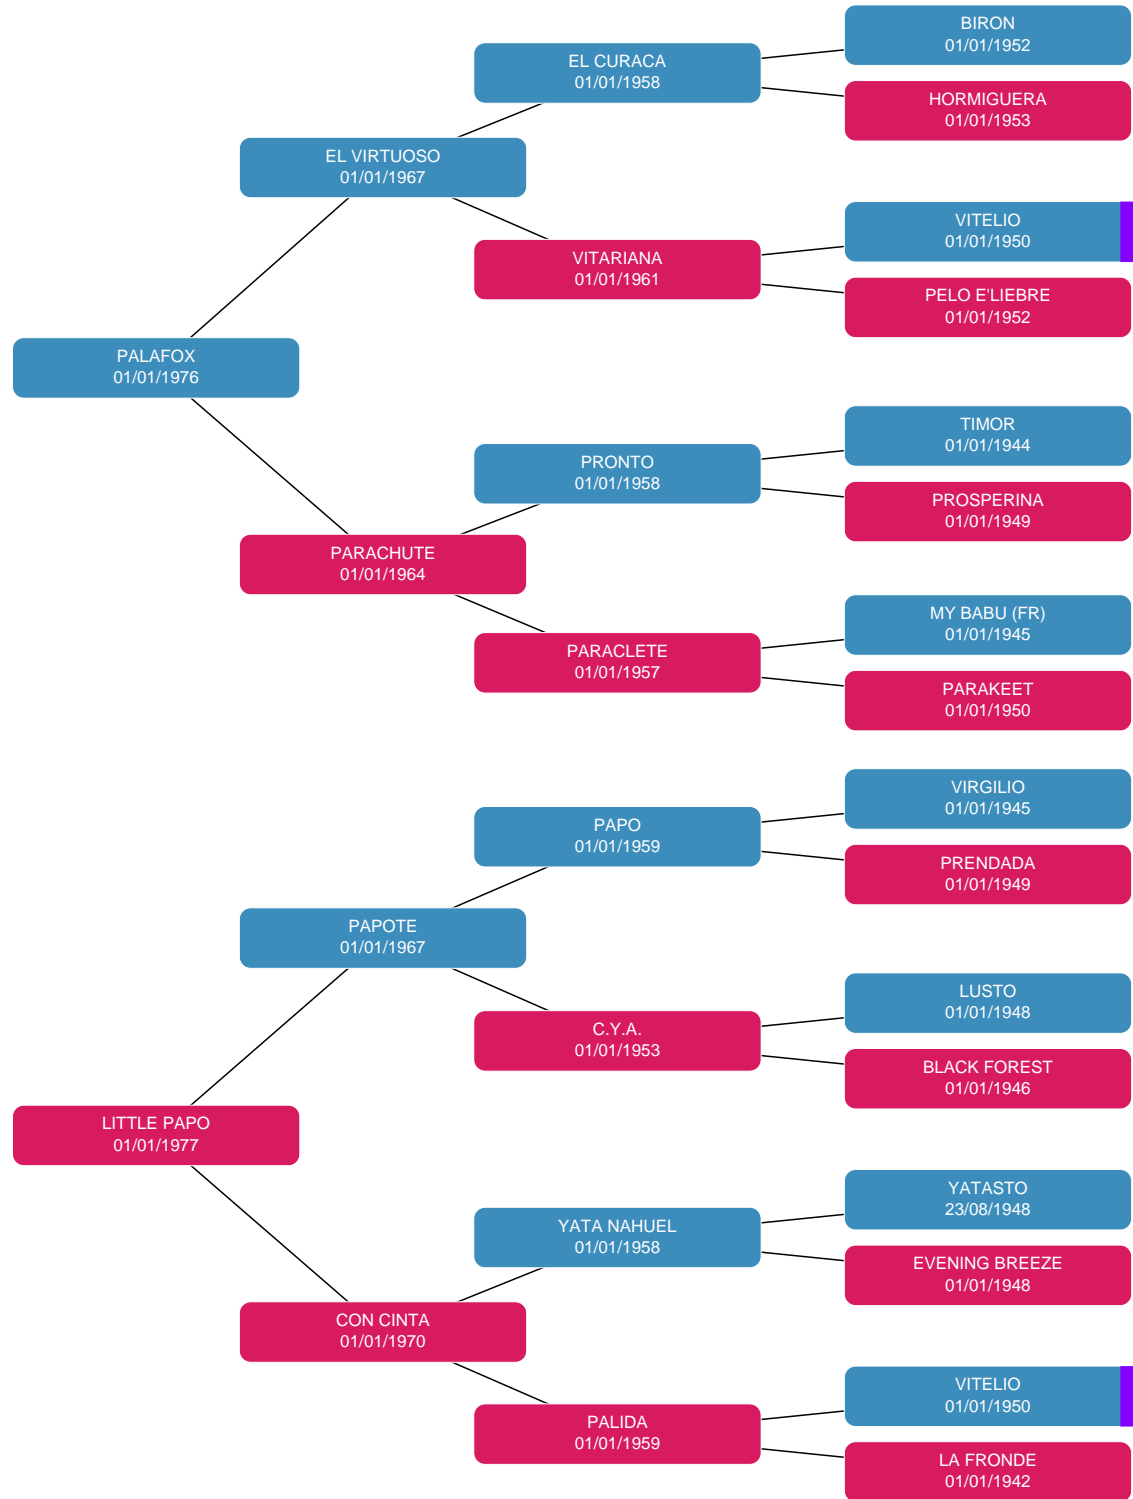 BIRON
01/01/1952
EL CURACA
01/01/1958
HORMIGUERA
01/01/1953
EL VIRTUOSO
01/01/1967
VITELIO
01/01/1950
VITARIANA
01/01/1961
PELO E'LIEBRE
01/01/1952
PALAFOX
01/01/1976
TIMOR
01/01/1944
PRONTO
01/01/1958
PROSPERINA
01/01/1949
PARACHUTE
01/01/1964
MY BABU (FR)
01/01/1945
PARACLETE
01/01/1957
PARAKEET
01/01/1950
VIRGILIO
01/01/1945
PAPO
01/01/1959
PRENDADA
01/01/1949
PAPOTE
01/01/1967
LUSTO
01/01/1948
C.Y.A.
01/01/1953
BLACK FOREST
01/01/1946
LITTLE PAPO
01/01/1977
YATASTO
23/08/1948
YATA NAHUEL
01/01/1958
EVENING BREEZE
01/01/1948
CON CINTA
01/01/1970
VITELIO
01/01/1950
PALIDA
01/01/1959
LA FRONDE
01/01/1942